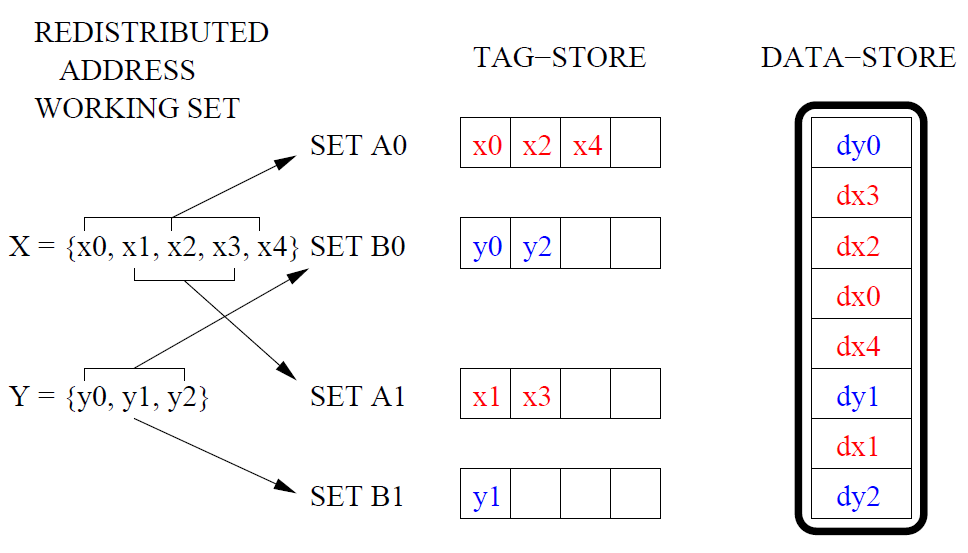 REDISTRIBUTED
ADDRESS
WORKING SET
TAG−STORE
DATA−STORE
SET A0
x0 x2 x4
dy0
dx3
X = {x0, x1, x2, x3, x4}
SET B0
y0 y2
dx2
dx0
dx4
Y = {y0, y1, y2}
SET A1
x1 x3
dy1
dx1
SET B1
y1
dy2